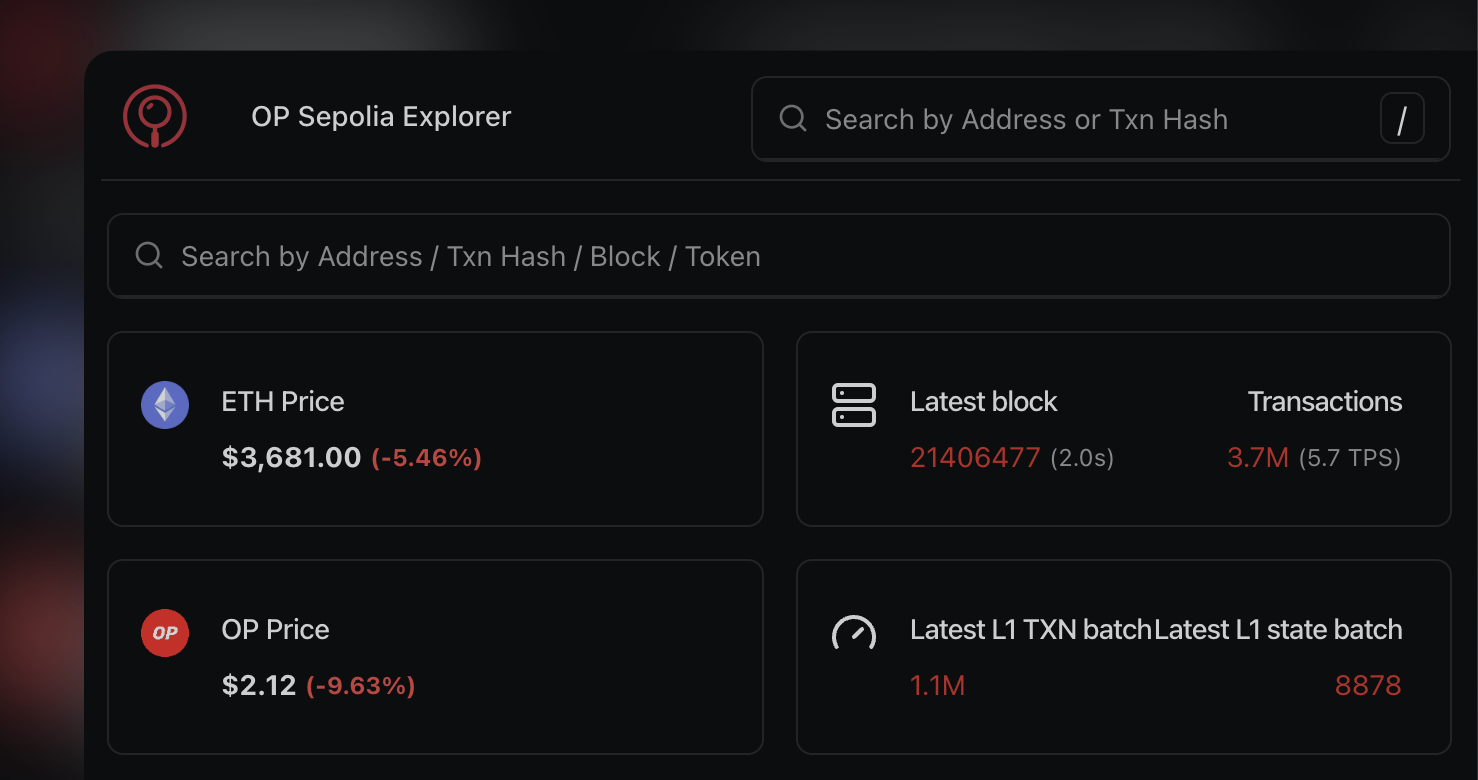 OP Sepolia Explorer
Search by Address or Txn Hash
/
Search by Address / Txn Hash / Block / Token
ETH Price
$3,681.00 (-5.46%)
Latest block
Transactions
21406477 (2.0s)
3.7M (5.7 TPS)
OP
OP Price
$2.12 (-9.63%)
Latest L1 TXN batch
Latest L1 state batch
1.1M
8878